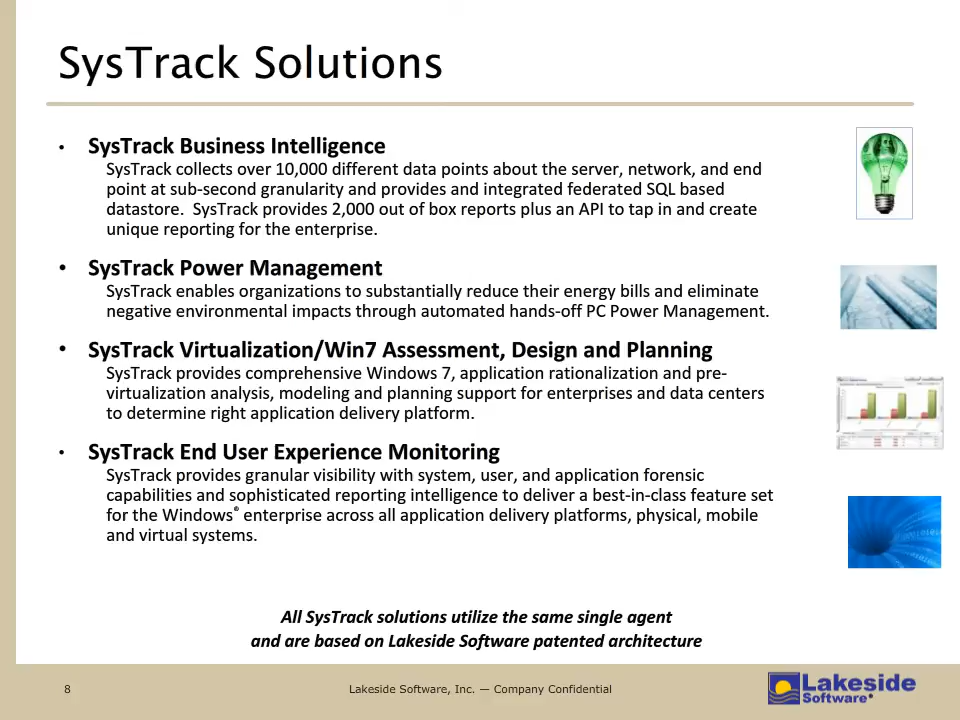 SysTrack Solutions
• SysTrack Business Intelligence
SysTrack collects over 10,000 different data points about the server, network, and end
point at sub-second granularity and provides and integrated federated SQL based
datastore.  SysTrack provides 2,000 out of box reports plus an API to tap in and create
unique reporting for the enterprise.
• SysTrack Power Management
SysTrack enables organizations to substantially reduce their energy bills and eliminate
negative environmental impacts through automated hands-off PC Power Management.
• SysTrack Virtualization/Win7 Assessment, Design and Planning
SysTrack provides comprehensive Windows 7, application rationalization and pre-
virtualization analysis, modeling and planning support for enterprises and data centers
to determine right application delivery platform.
• SysTrack End User Experience Monitoring
SysTrack provides granular visibility with system, user, and application forensic
capabilities and sophisticated reporting intelligence to deliver a best-in-class feature set
for the Windows® enterprise across all application delivery platforms, physical, mobile
and virtual systems.
All SysTrack solutions utilize the same single agent
and are based on Lakeside Software patented architecture
8
Lakeside Software, Inc. — Company Confidential
Lakeside
Software